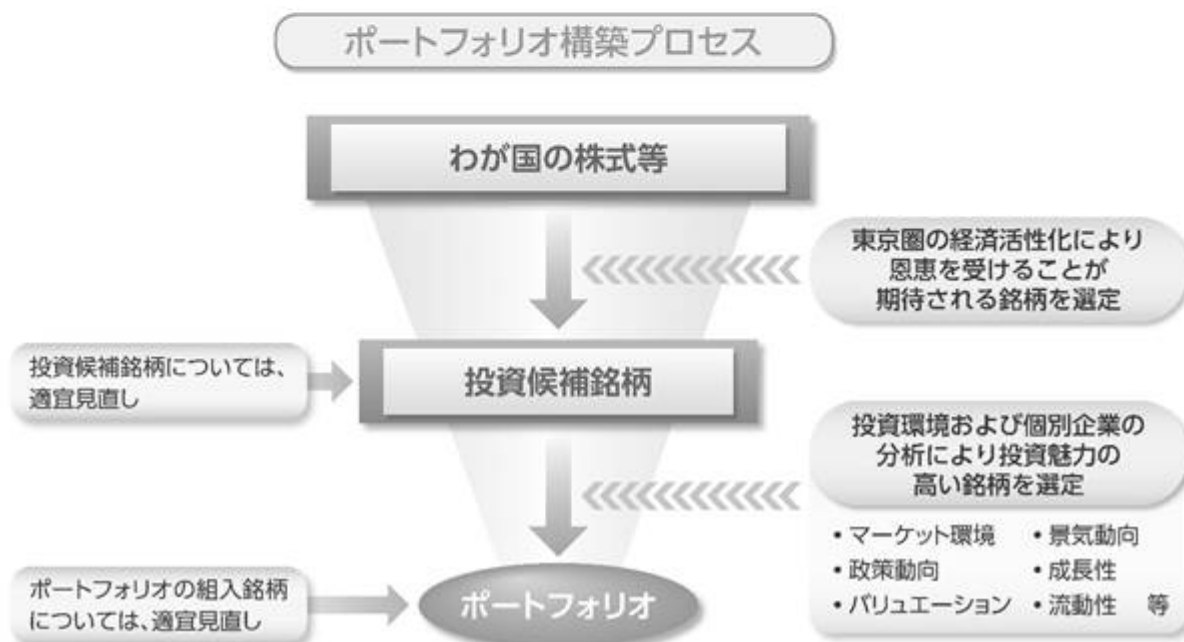 ポートフォリオ構築プロセス
わが国の株式等
東京圏の経済活性化により
恩恵を受けることが
期待される銘柄を選定
投資候補銘柄については、
適宜見直し
投資候補銘柄
投資環境および個別企業の
分析により投資魅力の
高い銘柄を選定
• マーケット環境 • 景気動向
• 政策動向 • 成長性
• バリュエーション • 流動性 等
ポートフォリオの組入銘柄
については、適宜見直し
ポートフォリオ